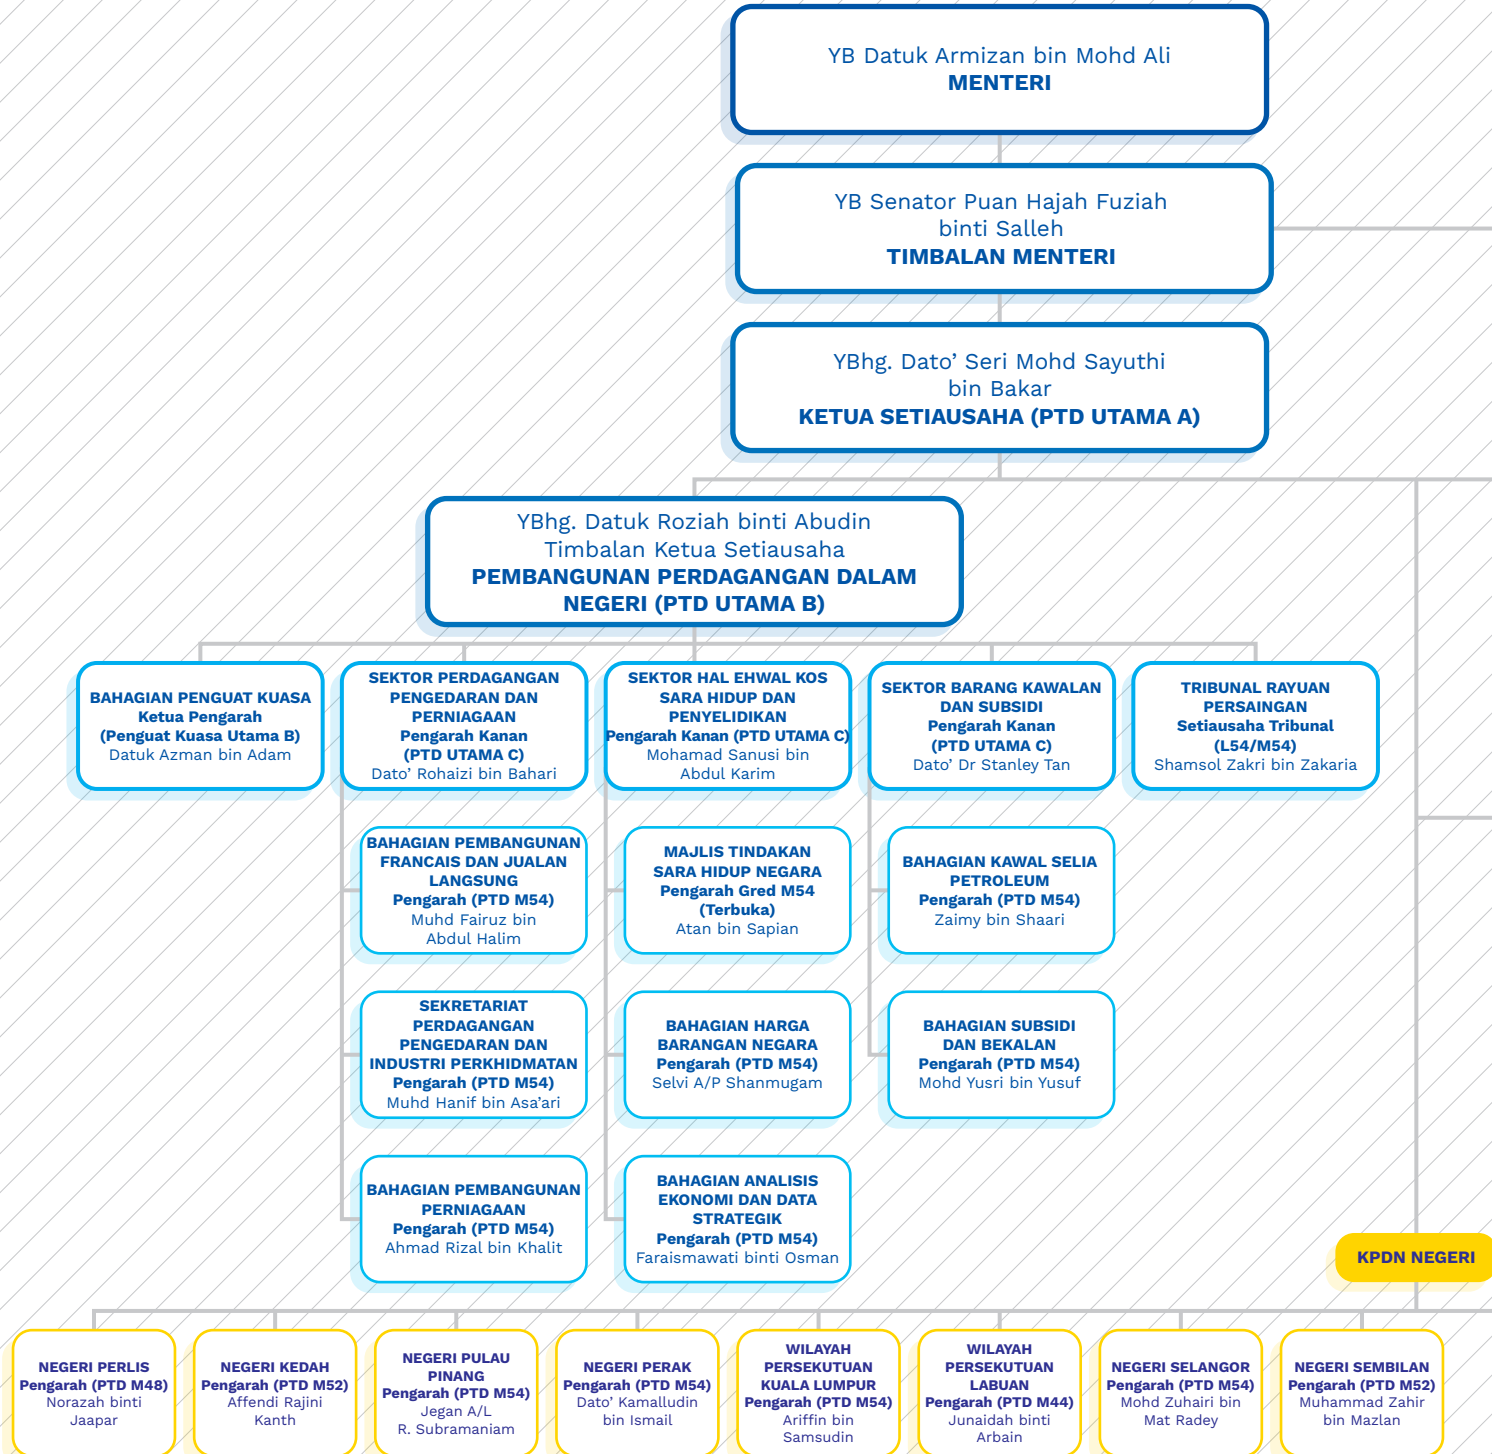 YB Datuk Armizan bin Mohd Ali
MENTERI
YB Senator Puan Hajah Fuziah
binti Salleh
TIMBALAN MENTERI
YBhg. Dato’ Seri Mohd Sayuthi
bin Bakar
KETUA SETIAUSAHA (PTD UTAMA A)
YBhg. Datuk Roziah binti Abudin
Timbalan Ketua Setiausaha
PEMBANGUNAN PERDAGANGAN DALAM
NEGERI (PTD UTAMA B)
BAHAGIAN PENGUAT KUASA
Ketua Pengarah
(Penguat Kuasa Utama B)
Datuk Azman bin Adam
SEKTOR PERDAGANGAN
PENGEDARAN DAN
PERNIAGAAN
Pengarah Kanan
(PTD UTAMA C)
Dato’ Rohaizi bin Bahari
SEKTOR HAL EHWAL KOS
SARA HIDUP DAN
PENYELIDIKAN
Pengarah Kanan (PTD UTAMA C)
Mohamad Sanusi bin
Abdul Karim
SEKTOR BARANG KAWALAN
DAN SUBSIDI
Pengarah Kanan
(PTD UTAMA C)
Dato’ Dr Stanley Tan
TRIBUNAL RAYUAN
PERSAINGAN
Setiausaha Tribunal
(L54/M54)
Shamsol Zakri bin Zakaria
BAHAGIAN PEMBANGUNAN
FRANCAIS DAN JUALAN
LANGSUNG
Pengarah (PTD M54)
Muhd Fairuz bin
Abdul Halim
MAJLIS TINDAKAN
SARA HIDUP NEGARA
Pengarah Gred M54
(Terbuka)
Atan bin Sapian
BAHAGIAN KAWAL SELIA
PETROLEUM
Pengarah (PTD M54)
Zaimy bin Shaari
SEKRETARIAT
PERDAGANGAN
PENGEDARAN DAN
INDUSTRI PERKHIDMATAN
Pengarah (PTD M54)
Muhd Hanif bin Asa’ari
BAHAGIAN HARGA
BARANGAN NEGARA
Pengarah (PTD M54)
Selvi A/P Shanmugam
BAHAGIAN SUBSIDI
DAN BEKALAN
Pengarah (PTD M54)
Mohd Yusri bin Yusuf
BAHAGIAN PEMBANGUNAN
PERNIAGAAN
Pengarah (PTD M54)
Ahmad Rizal bin Khalit
BAHAGIAN ANALISIS
EKONOMI DAN DATA
STRATEGIK
Pengarah (PTD M54)
Faraismawati binti Osman
KPDN NEGERI
NEGERI PERLIS
Pengarah (PTD M48)
Norazah binti
Jaapar
NEGERI KEDAH
Pengarah (PTD M52)
Affendi Rajini
Kanth
NEGERI PULAU
PINANG
Pengarah (PTD M54)
Jegan A/L
R. Subramaniam
NEGERI PERAK
Pengarah (PTD M54)
Dato’ Kamalludin
bin Ismail
WILAYAH
PERSEKUTUAN
KUALA LUMPUR
Pengarah (PTD M54)
Ariffin bin
Samsudin
WILAYAH
PERSEKUTUAN
LABUAN
Pengarah (PTD M44)
Junaidah binti
Arbain
NEGERI SELANGOR
Pengarah (PTD M54)
Mohd Zuhairi bin
Mat Radey
NEGERI SEMBILAN
Pengarah (PTD M52)
Muhammad Zahir
bin Mazlan